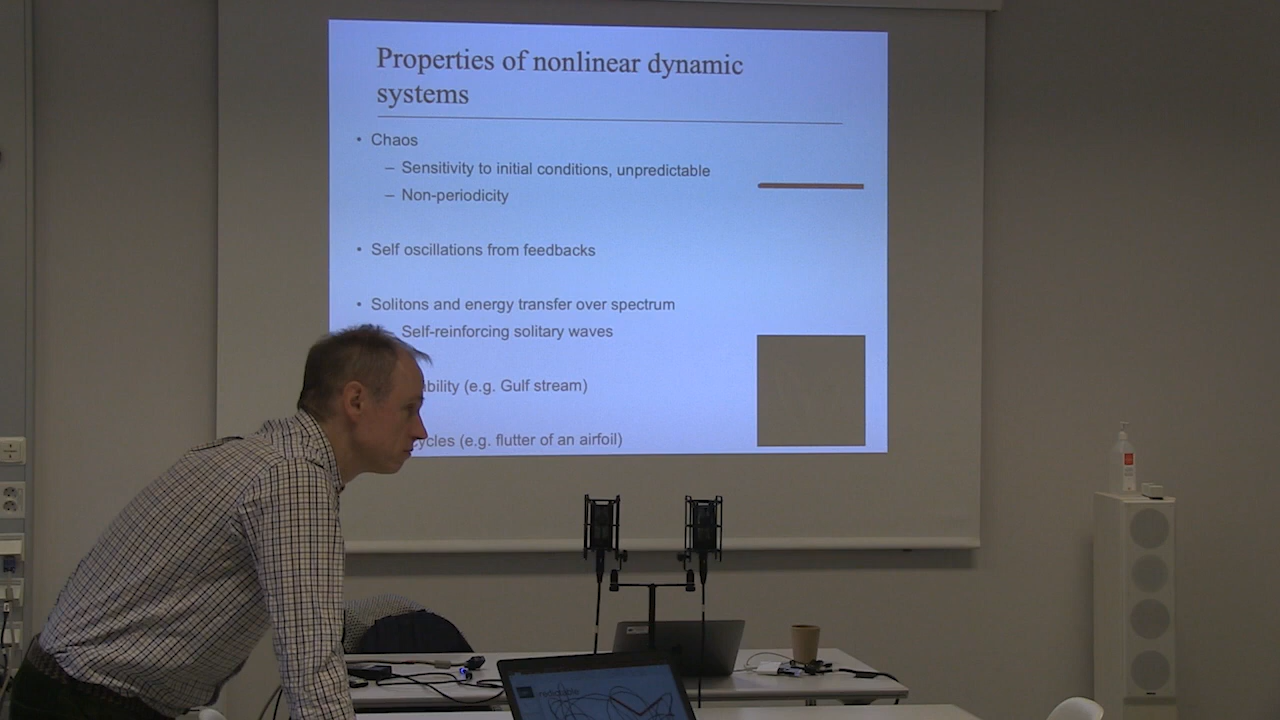 Properties of nonlinear dynamic
systems
• Chaos
– Sensitivity to initial conditions, unpredictable
– Non-periodicity
• Self oscillations from feedbacks
• Solitons and energy transfer over spectrum
Self-reinforcing solitary waves
(e.g. Gulf stream)
(e.g. flutter of an airfoil)